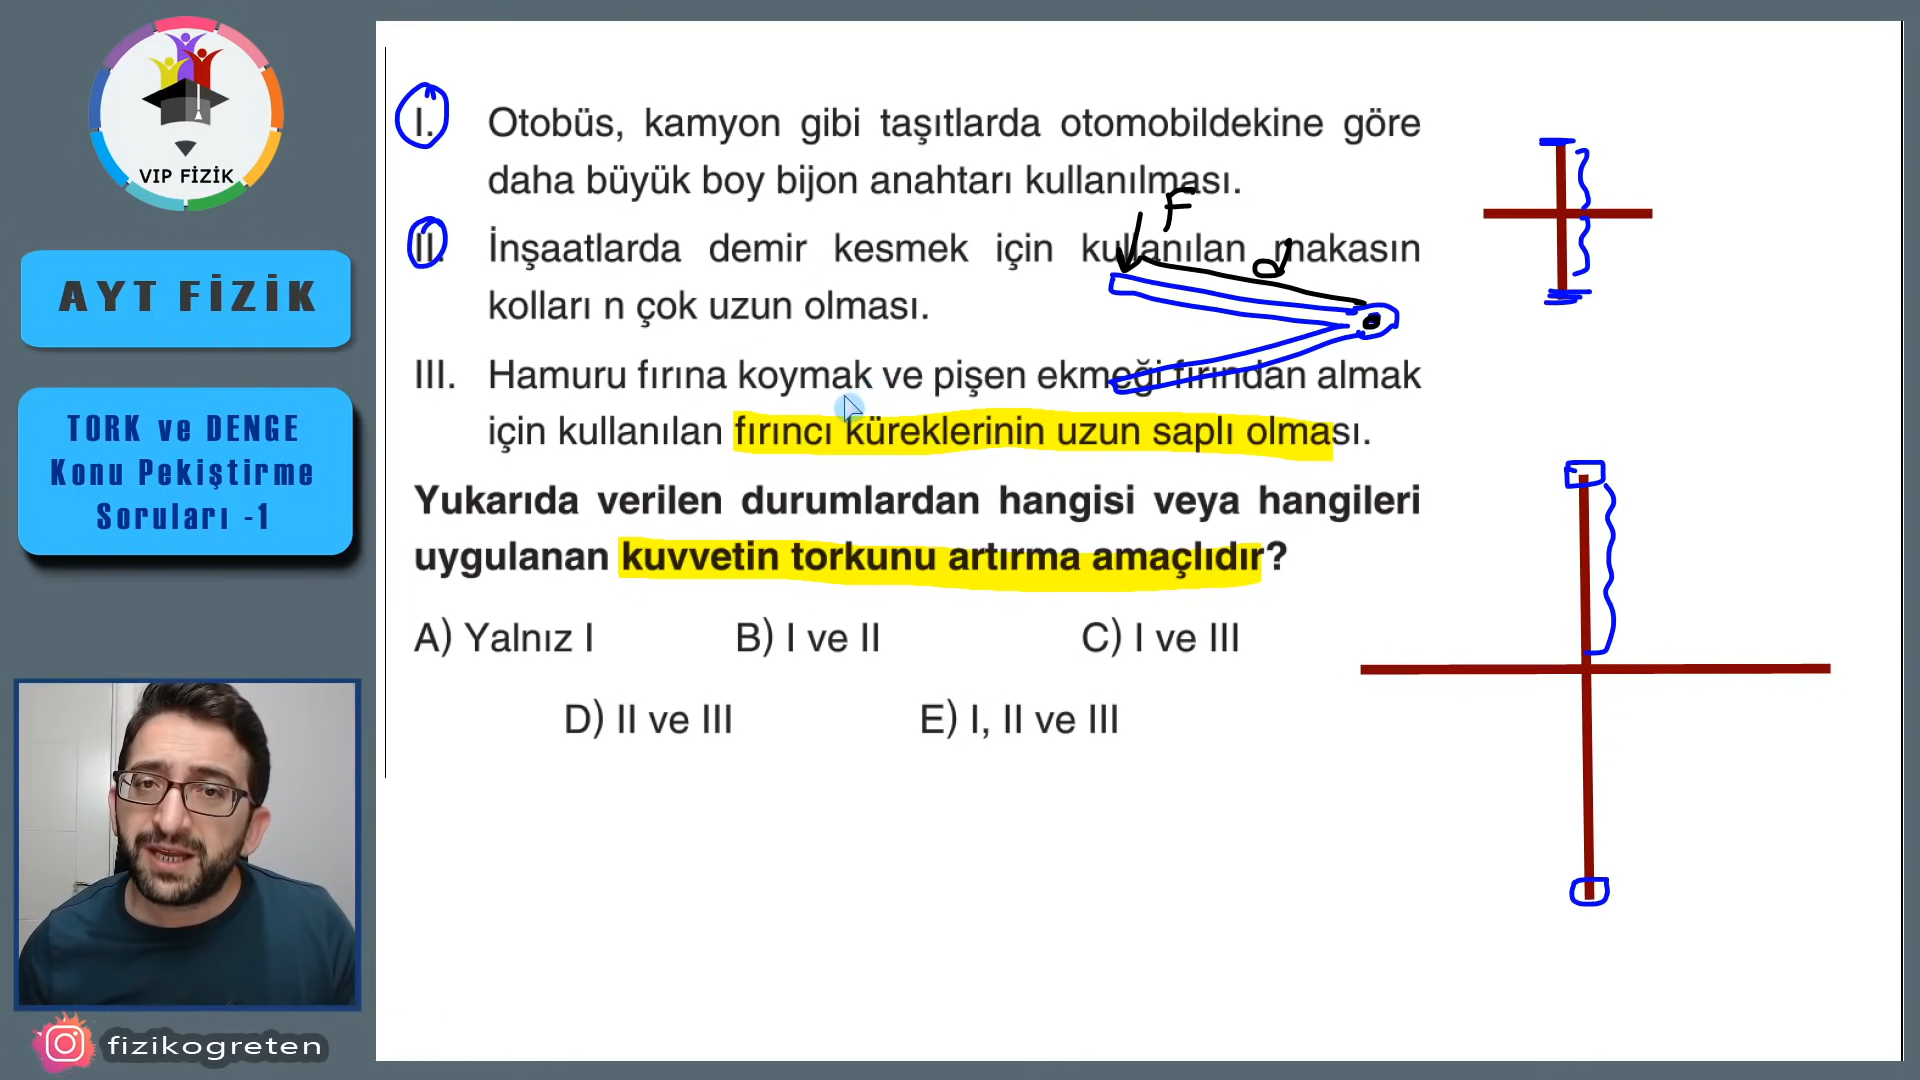 VIP FİZİK
AYT FİZİK
TORK ve DENGE
Konu Pekiştirme
Soruları -1
fizikogreten
I. Otobüs, kamyon gibi taşıtlarda otomobildekine göre
daha büyük boy bijon anahtarı kullanılması.
II. İnşaatlarda demir kesmek için kullanılan makasın
kolları n çok uzun olması.
III. Hamuru fırına koymak ve pişen ekmeği fırından almak
için kullanılan fırıncı küreklerinin uzun saplı olması.
Yukarıda verilen durumlardan hangisi veya hangileri
uygulanan kuvvetin torkunu artırma amaçlıdır?
A) Yalnız I B) I ve II C) I ve III
D) II ve III E) I, II ve III
F
d